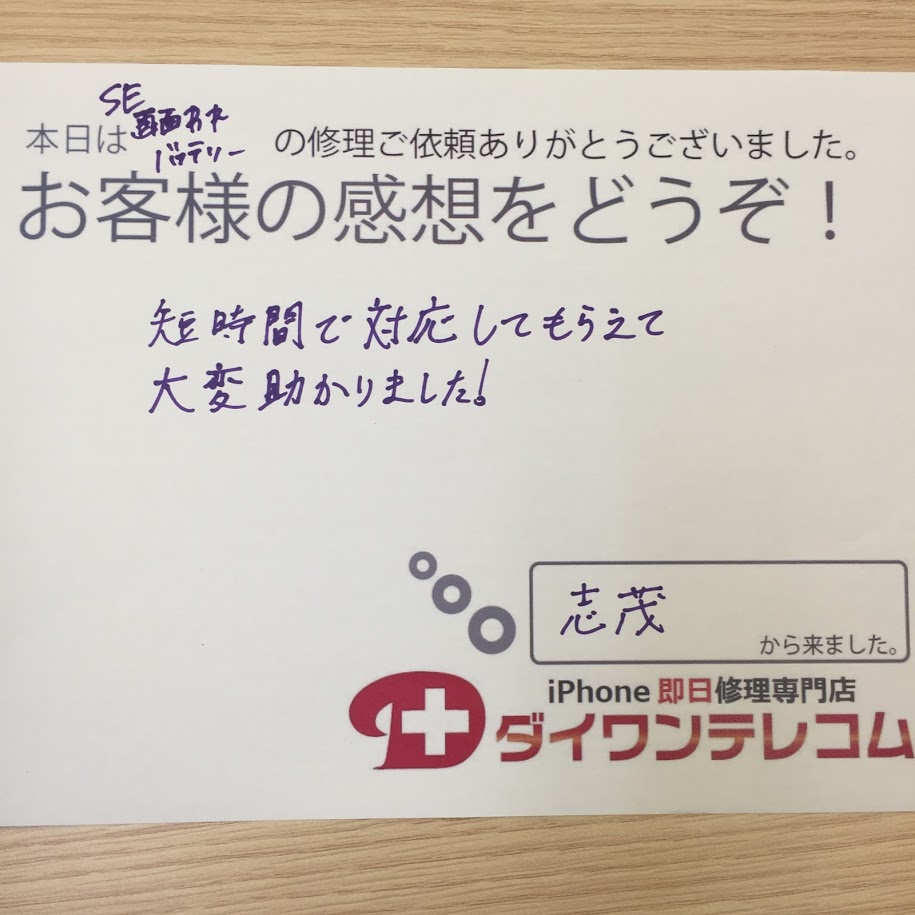 SE
画面カ
バッテリー
本日は の修理ご依頼ありがとうございました。
お客様の感想をどうぞ！
短時間で対応してもらえて
大変助かりました!
志茂
から来ました。
iPhone 即日修理専門店
ダイワンテレコム